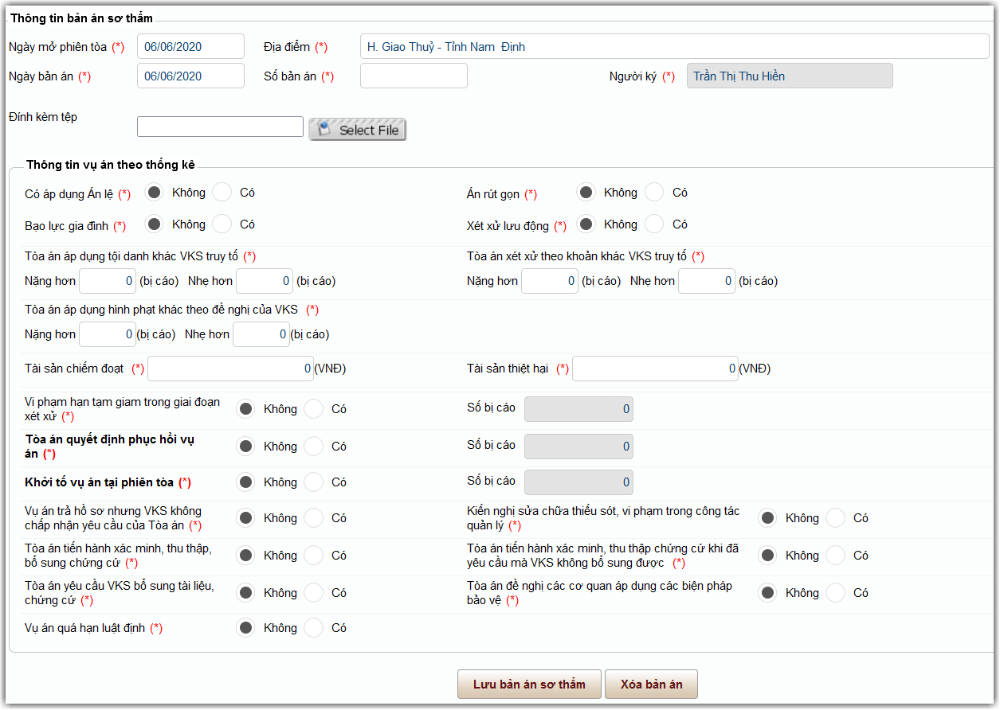 Thông tin bản án sơ thẩm
Ngày mở phiên tòa (*) 06/06/2020 Địa điểm (*) H. Giao Thuỷ - Tỉnh Nam Định
Ngày bản án (*) 06/06/2020 Số bản án (*) Người ký (*) Trần Thị Thu Hiền
Đính kèm tệp
Select File
Thông tin vụ án theo thống kê
Có áp dụng Án lệ (*) Không Có Án rút gọn (*) Không Có
Bạo lực gia đình (*) Không Có Xét xử lưu động (*) Không Có
Tòa án áp dụng tội danh khác VKS truy tố (*) Tòa án xét xử theo khoản khác VKS truy tố (*)
Nặng hơn 0 (bị cáo) Nhẹ hơn 0 (bị cáo) Nặng hơn 0 (bị cáo) Nhẹ hơn 0 (bị cáo)
Tòa án áp dụng hình phạt khác theo đề nghị của VKS (*)
Nặng hơn 0 (bị cáo) Nhẹ hơn 0 (bị cáo)
Tài sản chiếm đoạt (*) 0 (VNĐ) Tài sản thiệt hại (*) 0 (VNĐ)
Vi phạm hạn tạm giam trong giai đoạn
xét xử (*) Không Có Số bị cáo 0
Tòa án quyết định phục hồi vụ
án (*) Không Có Số bị cáo 0
Khởi tố vụ án tại phiên tòa (*) Không Có Số bị cáo 0
Vụ án trả hồ sơ nhưng VKS không
chấp nhận yêu cầu của Tòa án (*) Không Có
Kiến nghị sửa chữa thiếu sót, vi phạm trong công tác
quản lý (*) Không Có
Tòa án tiến hành xác minh, thu thập,
bổ sung chứng cứ (*) Không Có
Tòa án tiến hành xác minh, thu thập chứng cứ khi đã
yêu cầu mà VKS không bổ sung được (*) Không Có
Tòa án yêu cầu VKS bổ sung tài liệu,
chứng cứ (*) Không Có
Tòa án đề nghị các cơ quan áp dụng các biện pháp
bảo vệ (*) Không Có
Vụ án quá hạn luật định (*) Không Có
Lưu bản án sơ thẩm Xóa bản án